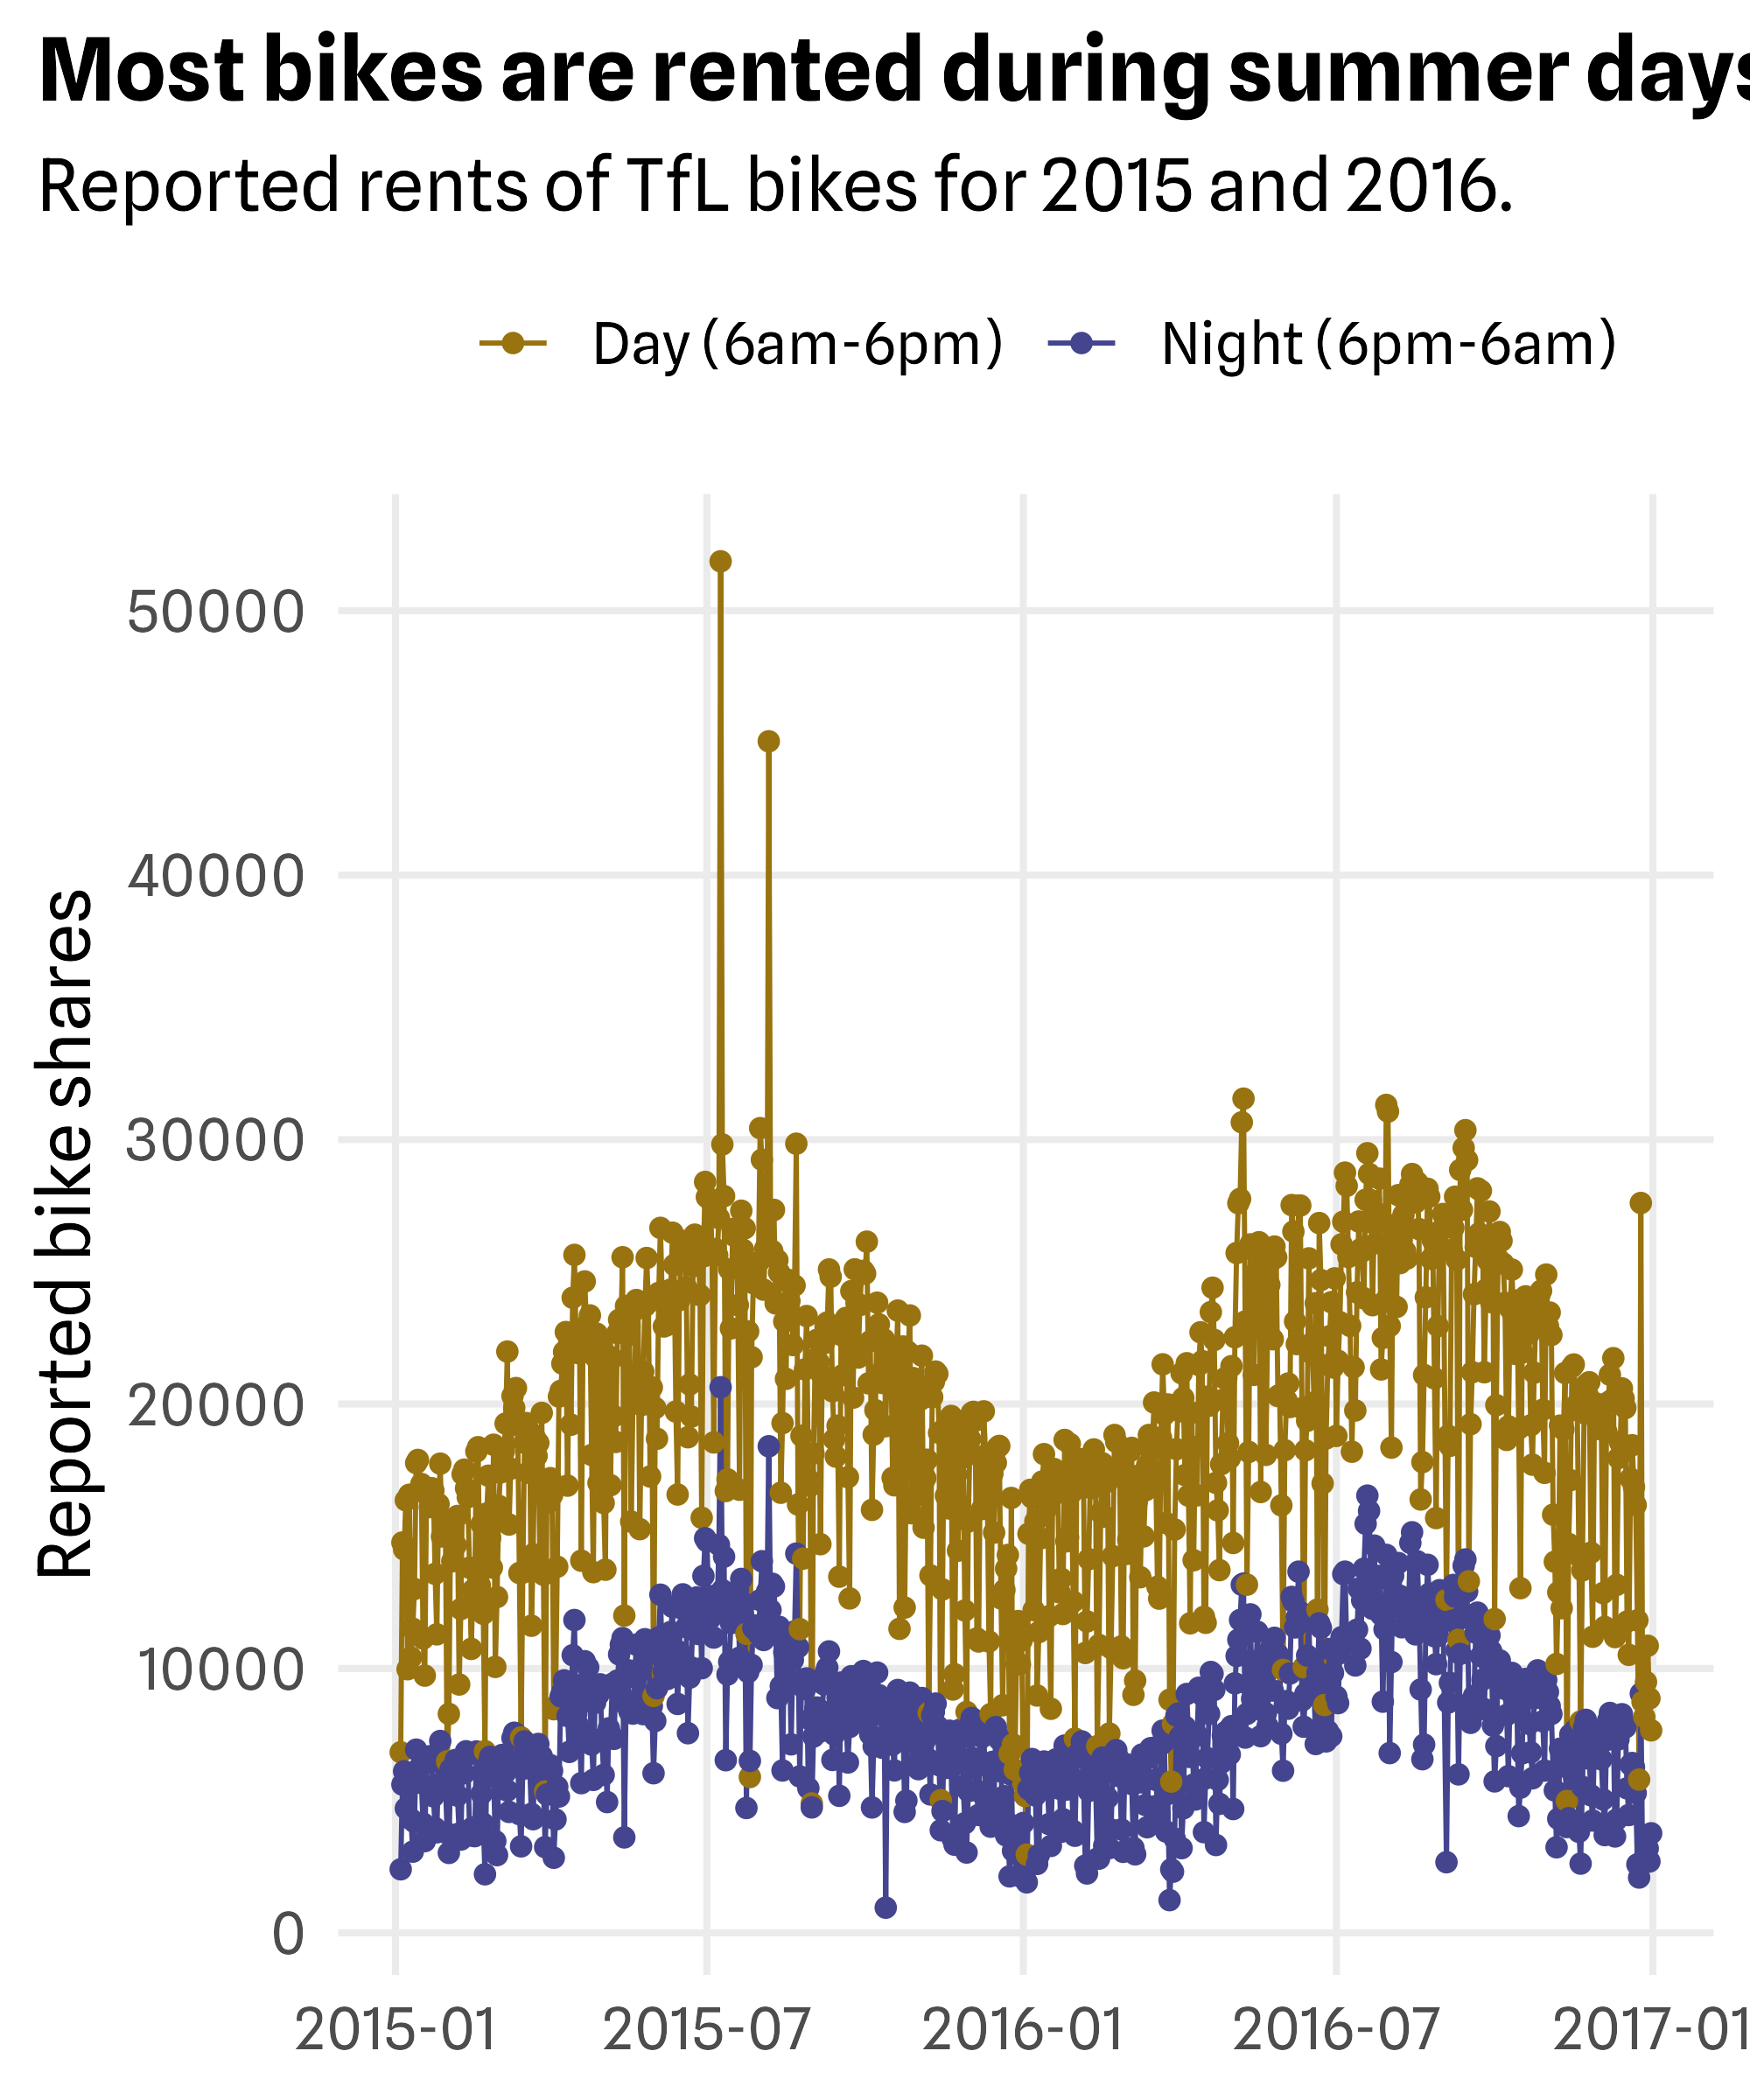 Most bikes are rented during summer days
Reported rents of TfL bikes for 2015 and 2016.
Day (6am-6pm) Night (6pm-6am)
50000
40000
30000
20000
10000
0
Reported bike shares
2015-01 2015-07 2016-01 2016-07 2017-01